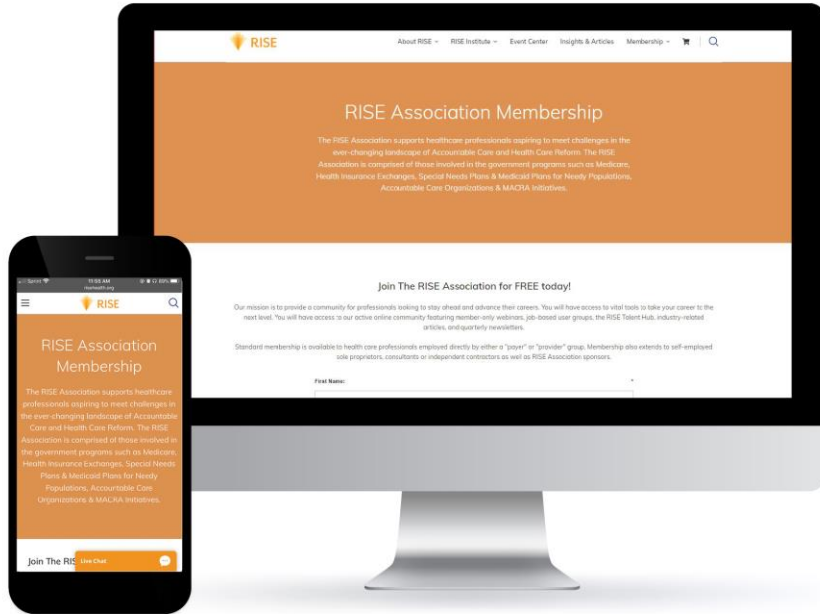 RISE
About RISE RISE Institute Event Center Insights & Articles Membership
RISE Association Membership
The RISE Association supports healthcare professionals aspiring to meet challenges in the
ever-changing landscape of Accountable Care and Health Care Reform. The RISE
Association is comprised of those involved in the government programs such as Medicare,
Health Insurance Exchanges, Special Needs Plans & Medicaid Plans for Needy Populations,
Accountable Care Organizations & MACRA Initiatives.
Join The RISE Association for FREE today!
Our mission is to provide a community for professionals looking to stay ahead and advance their careers. You will have access to vital tools to take your career to the
next level. You will have access to our active online community featuring member-only webinars, job-based user groups, the RISE Talent Hub, industry-related
articles, and quarterly newsletters.
Standard membership is available to health care professionals employed directly by either a "payer" or "provider" group. Membership also extends to self-employed
sole proprietors, consultants or independent contractors as well as RISE Association sponsors.
First Name: *
Sprint 11:55 AM 69%
risehealth.org
RISE
RISE Association
Membership
The RISE Association supports healthcare
professionals aspiring to meet challenges in
the ever-changing landscape of Accountable
Care and Health Care Reform. The RISE
Association is comprised of those involved in
the government programs such as Medicare,
Health Insurance Exchanges, Special Needs
Plans & Medicaid Plans for Needy
Populations, Accountable Care
Organizations & MACRA Initiatives.
Join The RIS
Live Chat